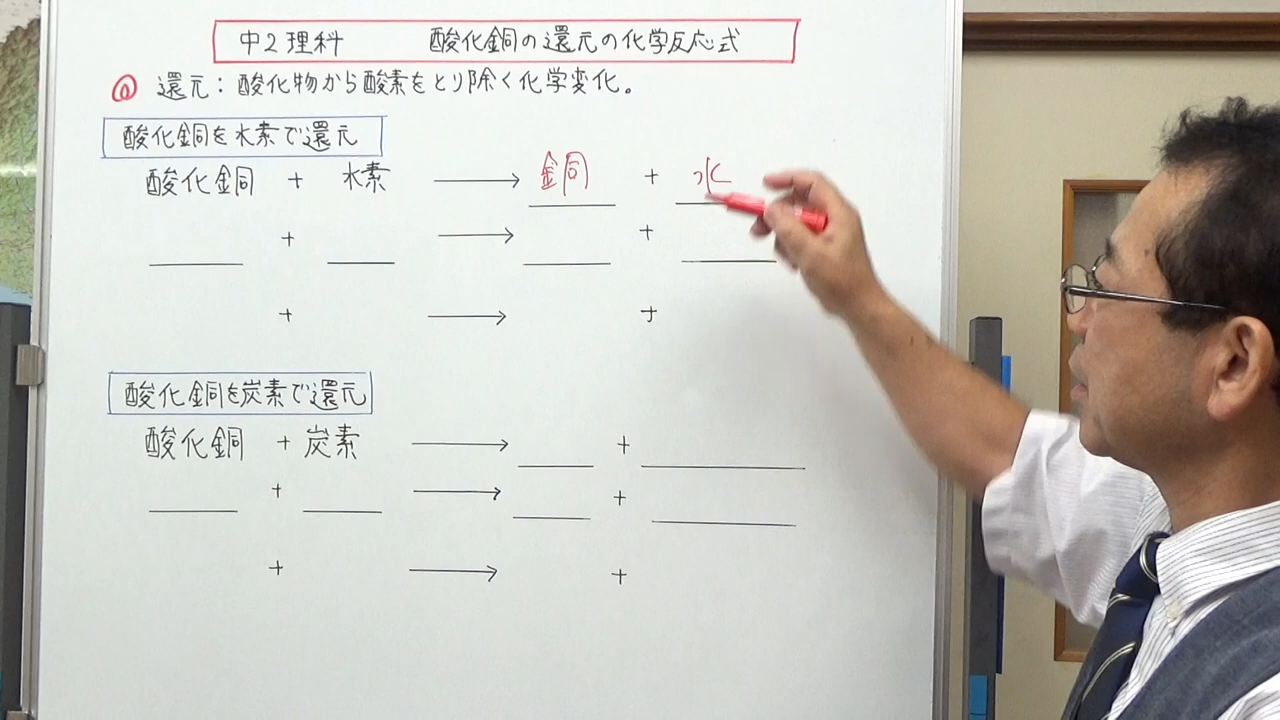 中2理科 酸化銅の還元の化学反応式
◎ 還元：酸化物から酸素をとり除く化学変化。
酸化銅を水素で還元
酸化銅 + 水素 → 銅 + 水
+ → +
+ → +
酸化銅を炭素で還元
酸化銅 + 炭素 → +
+ → +
+ → +